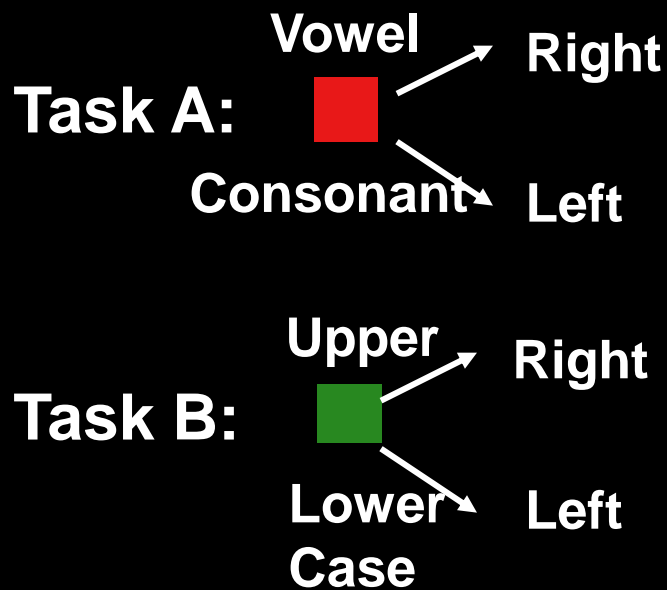 Vowel
Right
Task A:
Consonant
Left
Upper
Right
Task B:
Lower
Left
Case